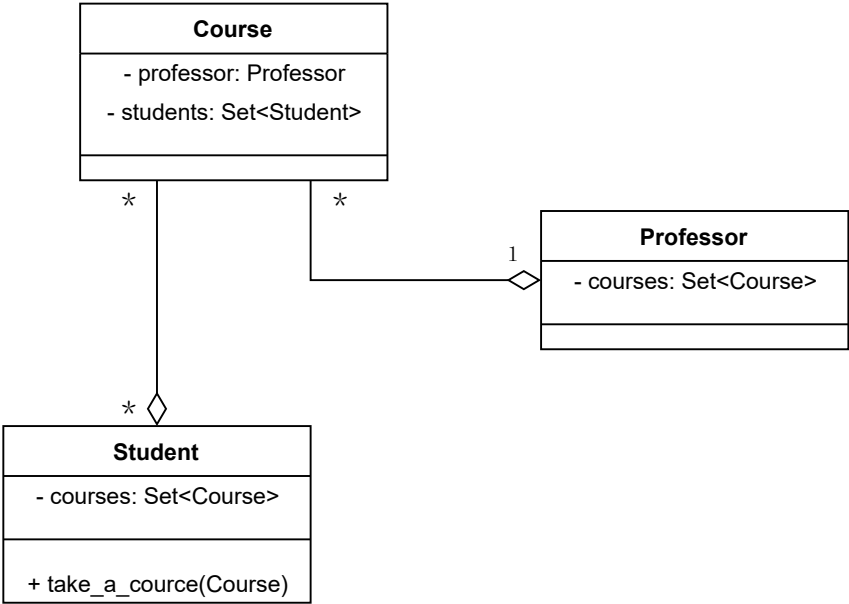 Course
- professor: Professor
- students: Set<Student>
*
*
1
Professor
- courses: Set<Course>
*
Student
- courses: Set<Course>
+ take_a_cource(Course)